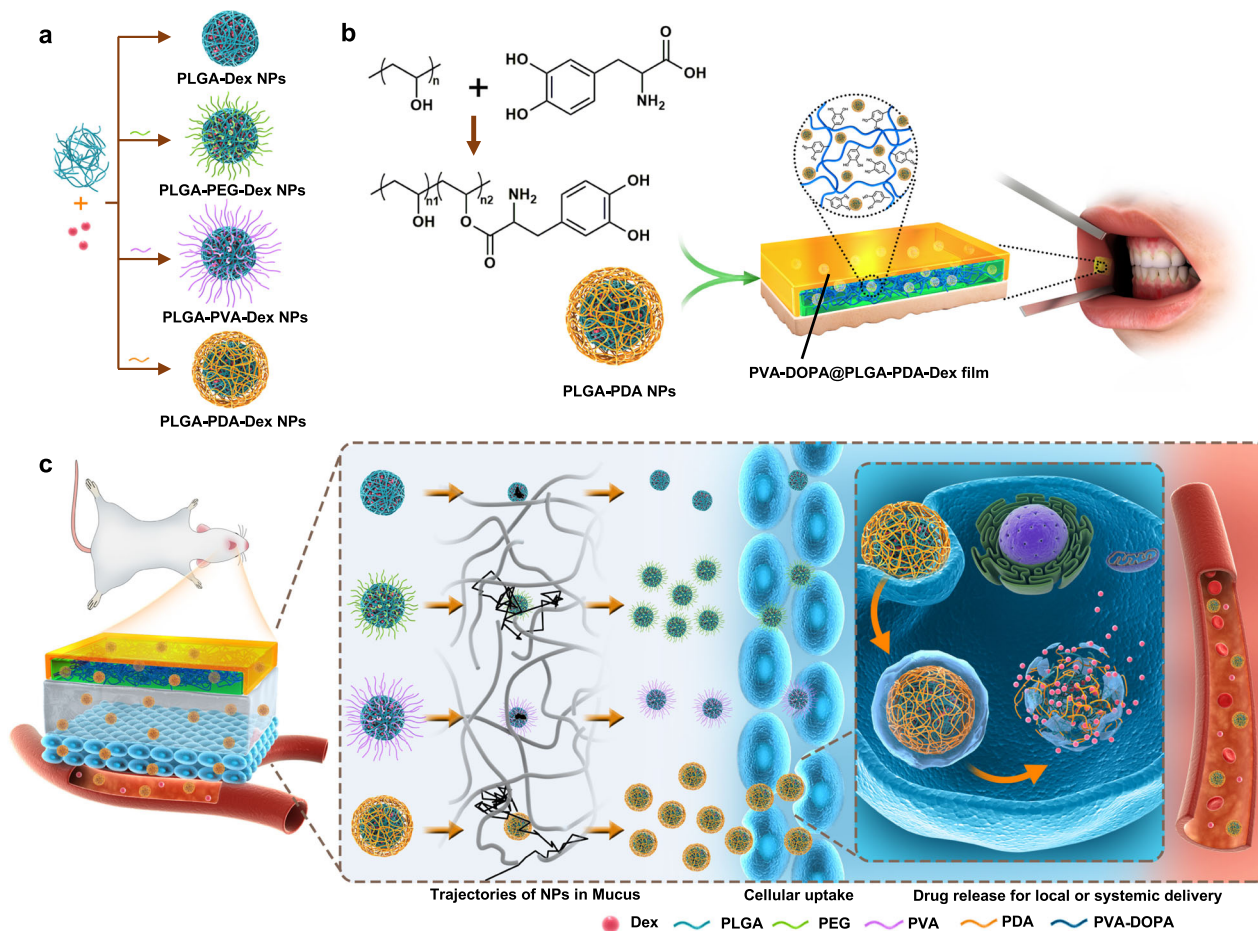 a
PLGA-Dex NPs
PLGA-PEG-Dex NPs
+
PLGA-PVA-Dex NPs
PLGA-PDA-Dex NPs
b
n
OH
+
HO
HO
O
OH
NH₂
n1
n2
OH
O
NH₂
O
OH
OH
PLGA-PDA NPs
PVA-DOPA@PLGA-PDA-Dex film
c
Trajectories of NPs in Mucus
Cellular uptake
Drug release for local or systemic delivery
Dex PLGA PEG PVA PDA PVA-DOPA